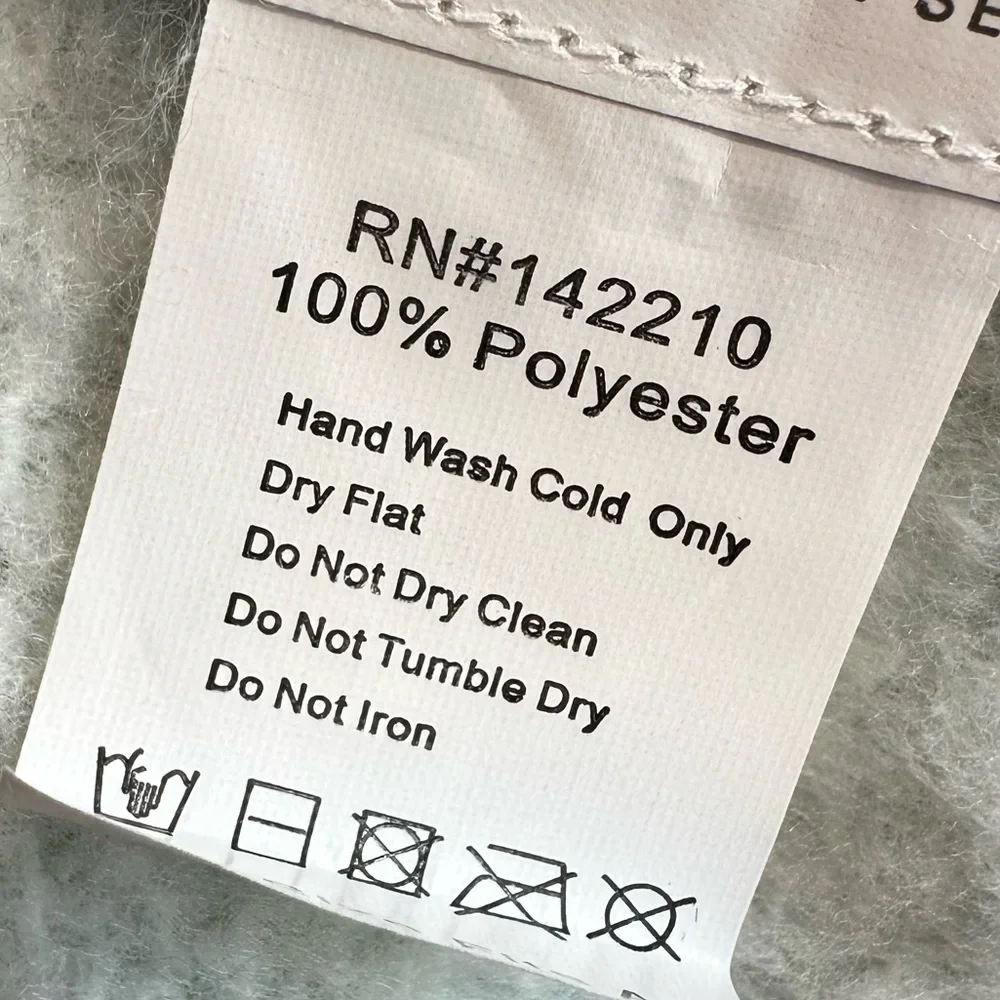 SE
RN#142210
100% Polyester
Hand Wash Cold Only
Dry Flat
Do Not Dry Clean
Do Not Tumble Dry
Do Not Iron